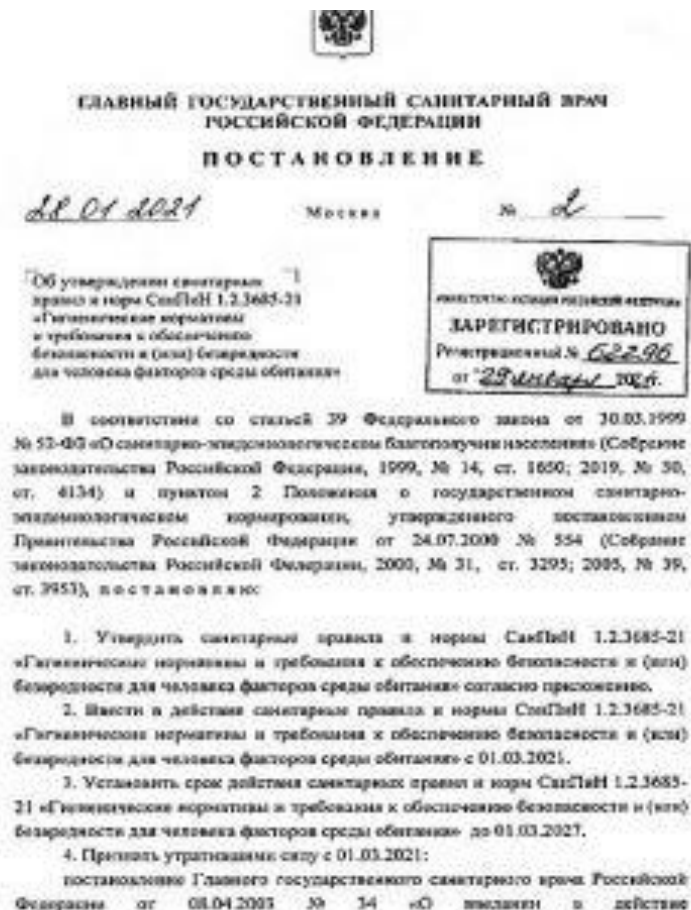 ГЛАВНЫЙ ГОСУДАРСТВЕННЫЙ САНИТАРНЫЙ ВРАЧ
РОССИЙСКОЙ ФЕДЕРАЦИИ
ПОСТАНОВЛЕНИЕ
28 01 2021 Москва № 2
Об утверждении санитарных
правил и норм СанПиН 1.2.3685-21
«Гигиенические нормативы
и требования к обеспечению
безопасности и (или) безвредности
для человека факторов среды обитания»
МИНИСТЕРСТВО ЮСТИЦИИ РОССИЙСКОЙ ФЕДЕРАЦИИ
ЗАРЕГИСТРИРОВАНО
Регистрационный № 62296
от "29 января 2021г.
В соответствии со статьей 39 Федерального закона от 30.03.1999
№ 52-ФЗ «О санитарно-эпидемиологическом благополучии населения» (Собрание
законодательства Российской Федерации, 1999, № 14, ст. 1650; 2019, № 30,
ст. 4134) и пунктом 2 Положения о государственном санитарно-
эпидемиологическом нормировании, утвержденного постановлением
Правительства Российской Федерации от 24.07.2000 № 554 (Собрание
законодательства Российской Федерации, 2000, № 31, ст. 3295; 2005, № 39,
ст. 3953), постановляю:
1. Утвердить санитарные правила и нормы СанПиН 1.2.3685-21
«Гигиенические нормативы и требования к обеспечению безопасности и (или)
безвредности для человека факторов среды обитания» согласно приложению.
2. Ввести в действие санитарные правила и нормы СанПиН 1.2.3685-21
«Гигиенические нормативы и требования к обеспечению безопасности и (или)
безвредности для человека факторов среды обитания» с 01.03.2021.
3. Установить срок действия санитарных правил и норм СанПиН 1.2.3685-
21 «Гигиенические нормативы и требования к обеспечению безопасности и (или)
безвредности для человека факторов среды обитания» до 01.03.2027.
4. Признать утратившими силу с 01.03.2021:
постановление Главного государственного санитарного врача Российской
Федерации от 08.04.2003 № 34 «О введении в действие